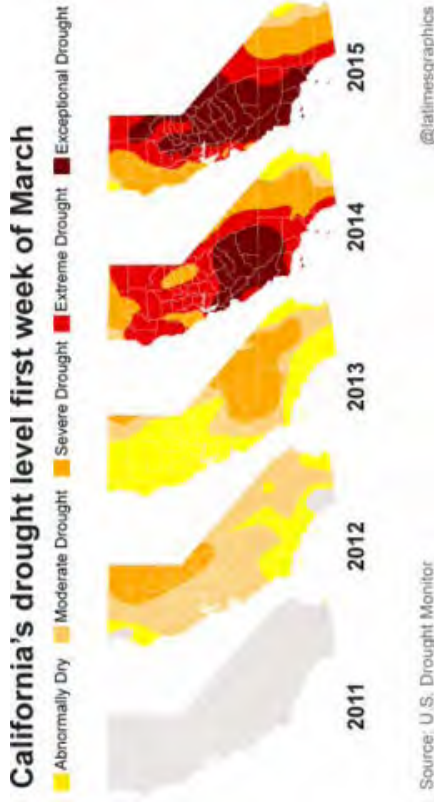 California's drought level first week of March
Abnormally Dry Moderate Drought Severe Drought Extreme Drought Exceptional Drought
2011 2012 2013 2014 2015
Source: U.S. Drought Monitor @latimesgraphics